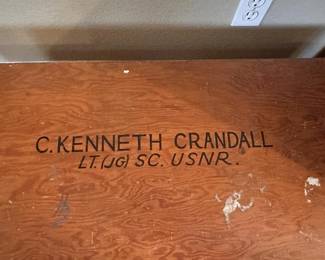 C. KENNETH CRANDALL
LT. (JG) SC. USNR.